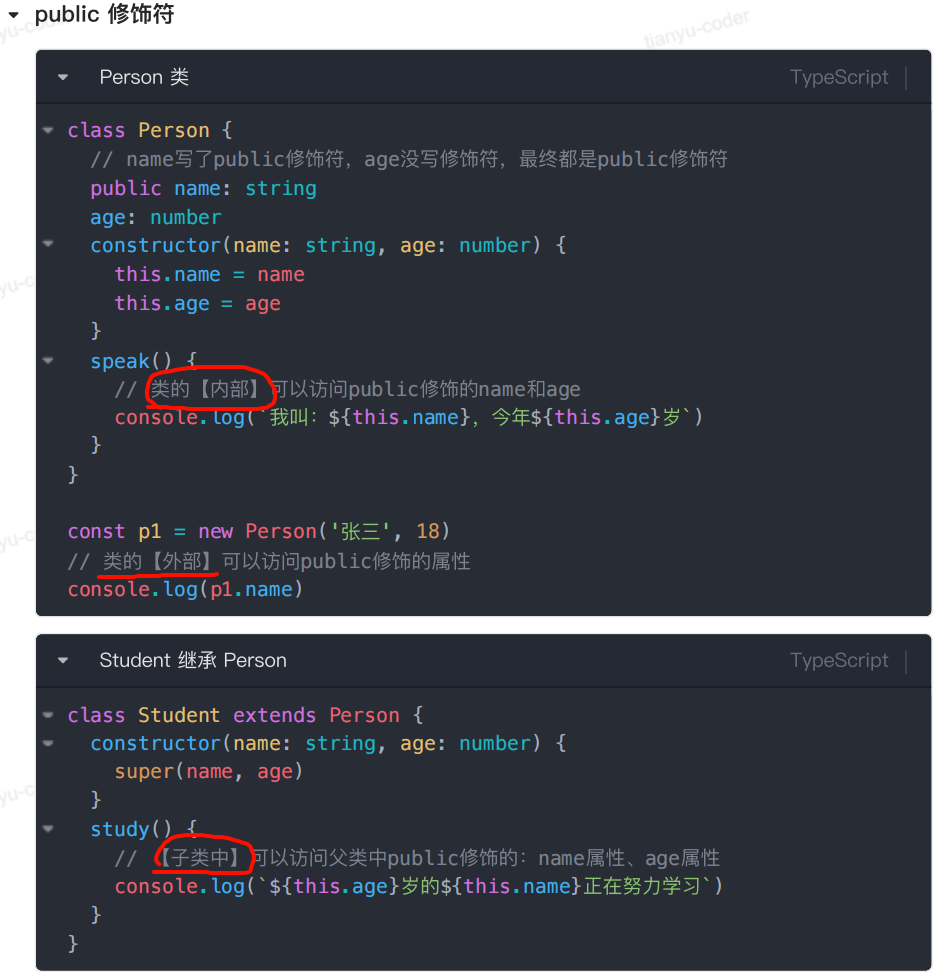 public 修饰符
tianyu-coder
Person 类 TypeScript
class Person {
// name写了public修饰符，age没写修饰符，最终都是public修饰符
public name: string
age: number
constructor(name: string, age: number) {
this.name = name
this.age = age
}
speak() {
// 类的【内部】可以访问public修饰的name和age
console.log(`我叫：${this.name}，今年${this.age}岁`)
}
}
const p1 = new Person('张三', 18)
// 类的【外部】可以访问public修饰的属性
console.log(p1.name)
Student 继承 Person TypeScript
class Student extends Person {
constructor(name: string, age: number) {
super(name, age)
}
study() {
// 【子类中】可以访问父类中public修饰的：name属性、age属性
console.log(`${this.age}岁的${this.name}正在努力学习`)
}
}